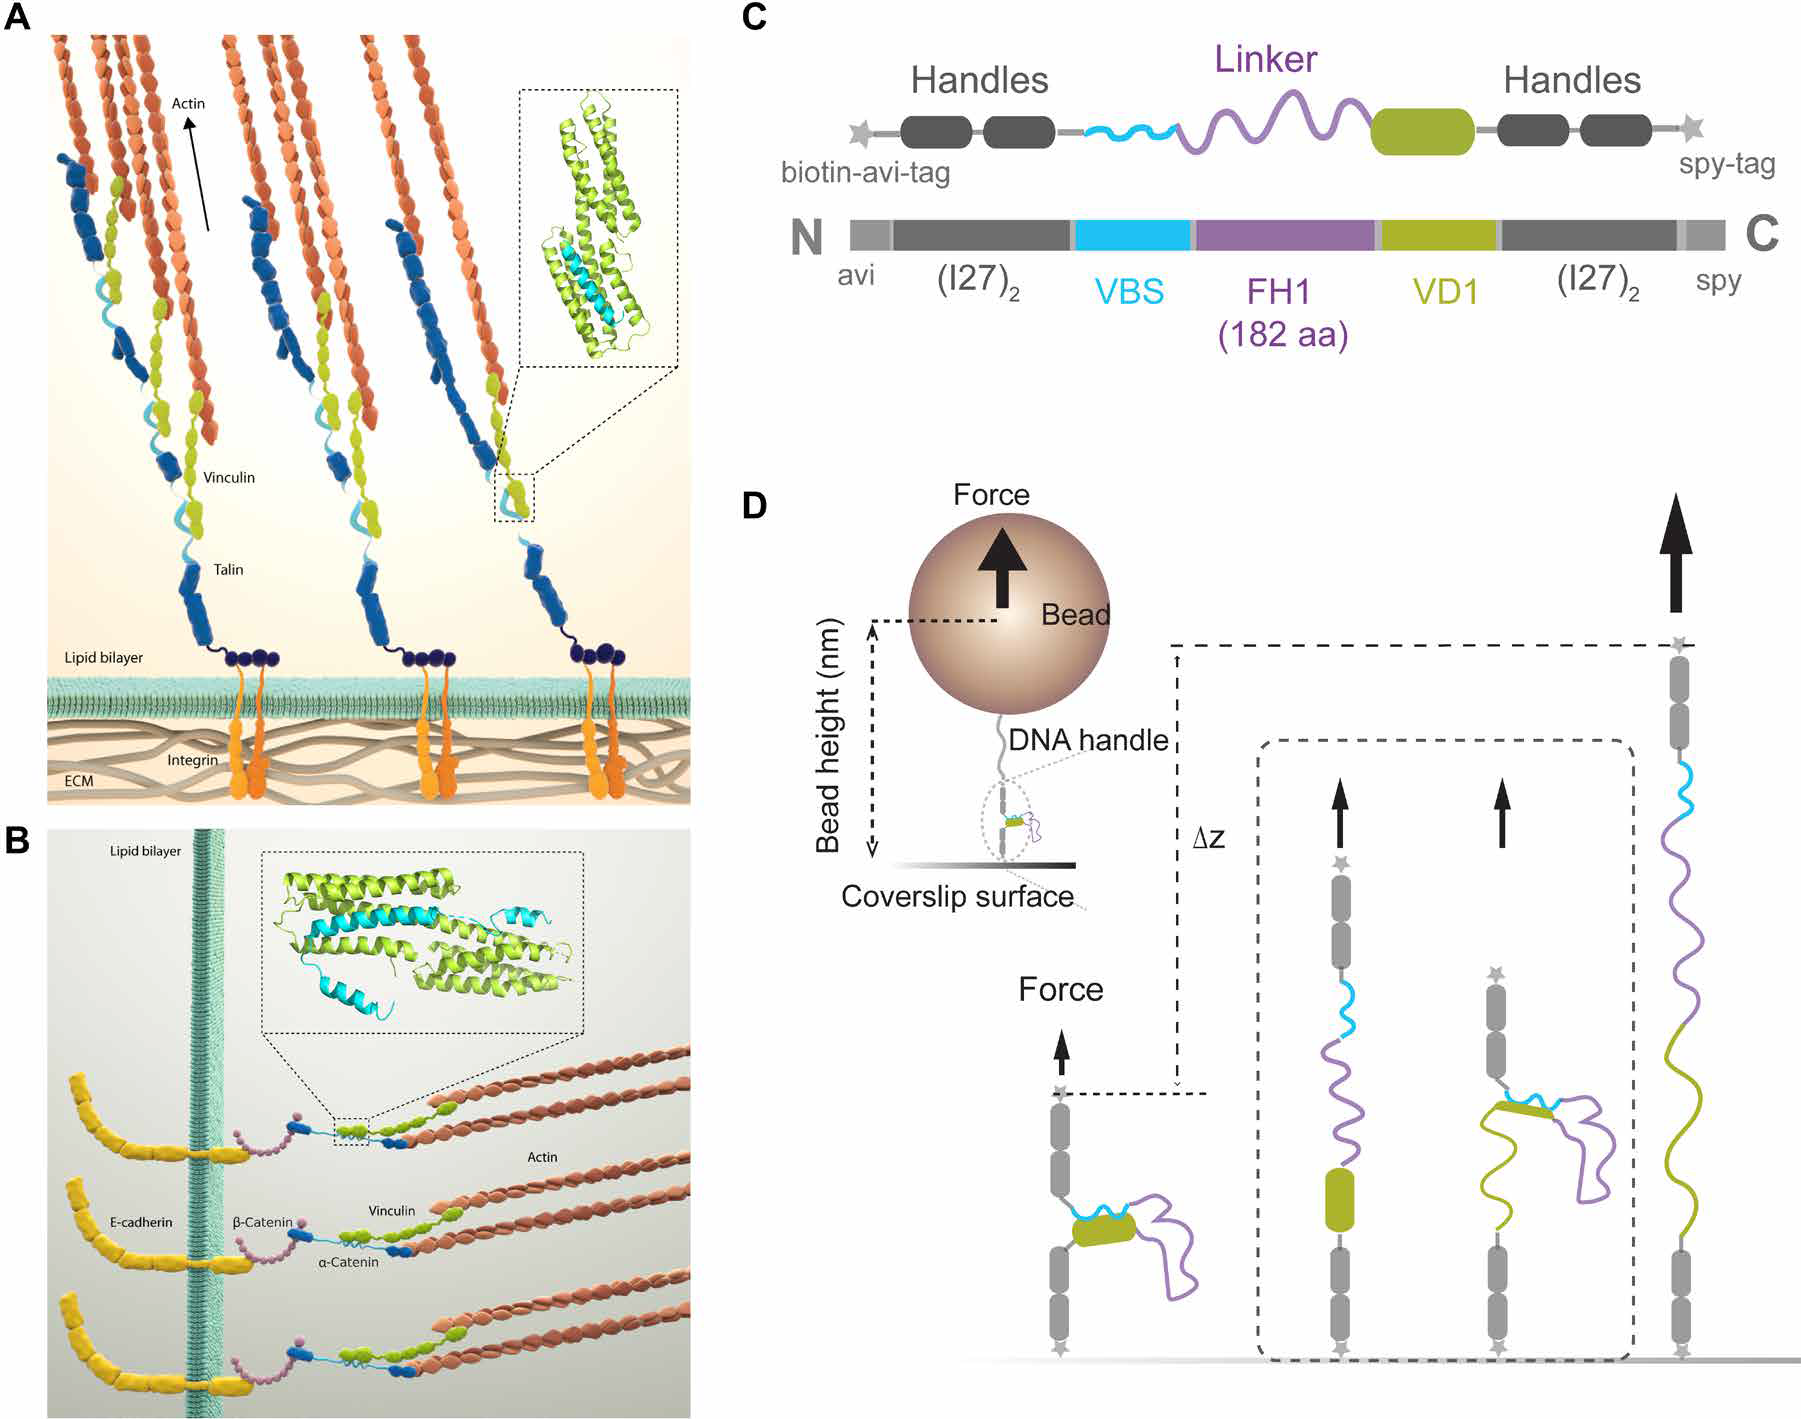 A
Actin
Vinculin
Talin
Lipid bilayer
Integrin
ECM
B
Lipid bilayer
E-cadherin
β-Catenin
Vinculin
α-Catenin
Actin
C
Linker
Handles
Handles
biotin-avi-tag
spy-tag
N
C
avi
(I27)2
VBS
FH1
(182 aa)
VD1
(I27)2
spy
D
Force
Bead
Bead height (nm)
DNA handle
Coverslip surface
Δz
Force